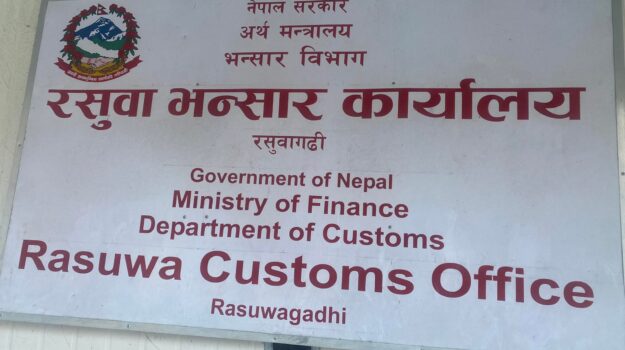 नेपाल सरकार
अर्थ मन्त्रालय
भन्सार विभाग
रसुवा भन्सार कार्यालय
रसुवागढी
Government of Nepal
Ministry of Finance
Department of Customs
Rasuwa Customs Office
Rasuwagadhi